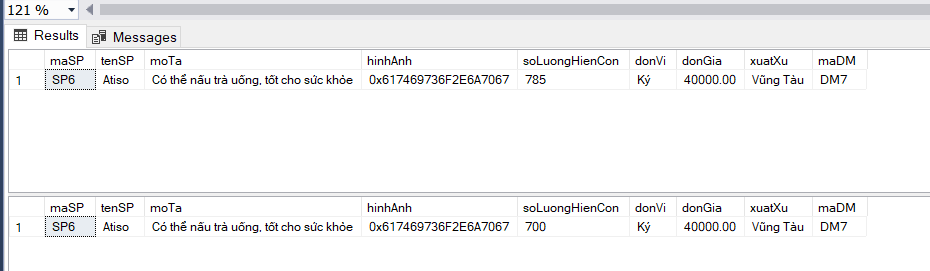 121 %
Results Messages
maSP tenSP moTa hinhAnh soLuongHienCon donVi donGia xuatXu maDM
1 SP6 Atiso Có thể nấu trà uống, tốt cho sức khỏe 0x617469736F2E6A7067 785 Ký 40000.00 Vũng Tàu DM7
maSP tenSP moTa hinhAnh soLuongHienCon donVi donGia xuatXu maDM
1 SP6 Atiso Có thể nấu trà uống, tốt cho sức khỏe 0x617469736F2E6A7067 700 Ký 40000.00 Vũng Tàu DM7